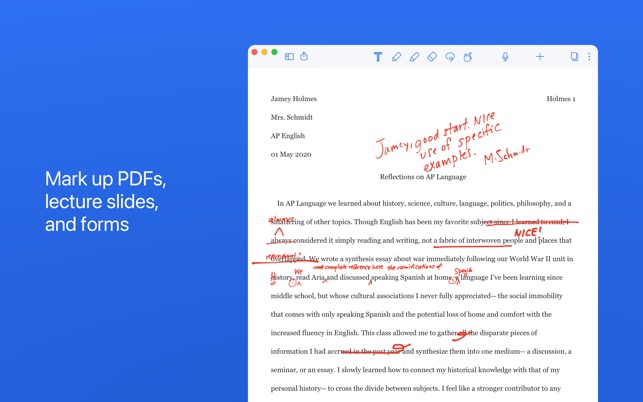 Mark up PDFs,
lecture slides,
and forms
Jamey Holmes
Holmes 1
Mrs. Schmidt
AP English
01 May 2020
Jamey, good start. Nice
use of specific
examples. M. Schmidt
Reflections on AP Language
In AP Language we learned about history, science, culture, language, politics, philosophy, and a
always
smattering of other topics. Though English has been my favorite subject since I learned to read, I
NICE!
always considered it simply reading and writing, not a fabric of interwoven people and places that
overlapped. We wrote a synthesis essay about war immediately following our World War II unit in
need complete reference here the ramifications of
We
Spanish
history, read Aria and discussed speaking Spanish at home, a language I've been learning since
middle school, but whose cultural associations I never fully appreciated-- the social immobility
that comes with only speaking Spanish and the potential loss of home and comfort with the
increased fluency in English. This class allowed me to gather all the disparate pieces of
information I had accrued in the past year and synthesize them into one medium-- a discussion, a
seminar, or an essay. I slowly learned how to connect my historical knowledge with that of my
personal history-- to cross the divide between subjects. I feel like a stronger contributor to any